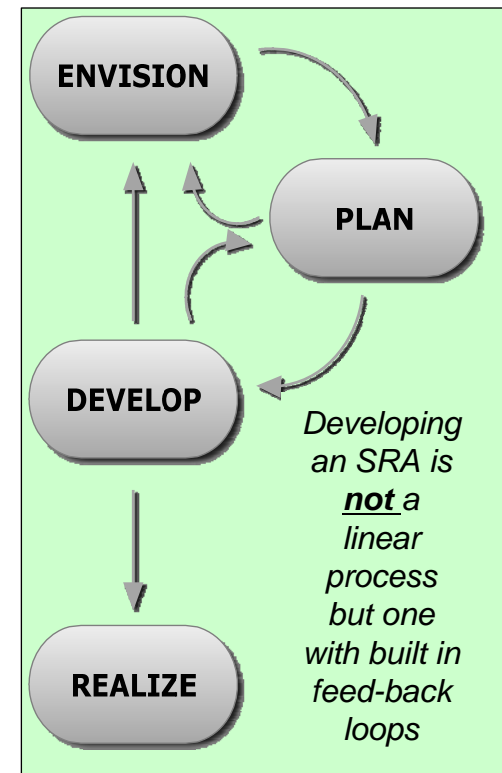 ENVISION
PLAN
DEVELOP
Developing
an SRA is
not a
linear
process
but one
with built in
feed-back
loops
REALIZE